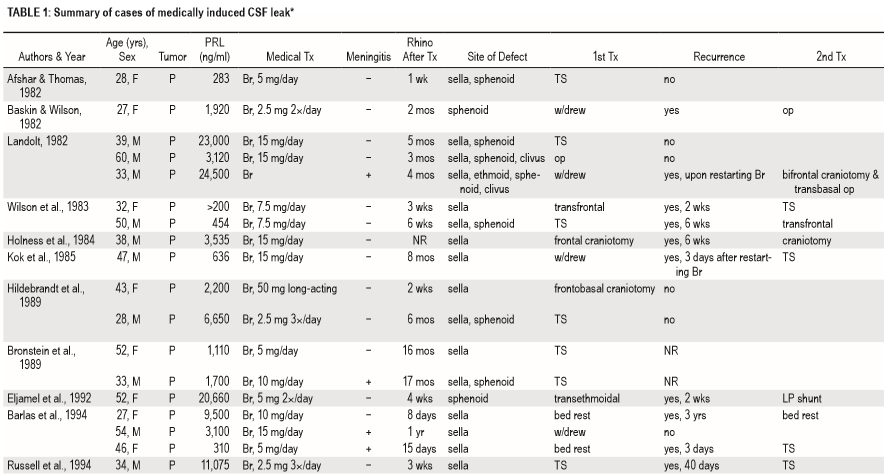 TABLE 1: Summary of cases of medically induced CSF leak*
Authors & Year Age (yrs), Sex Tumor PRL (ng/ml) Medical Tx Meningitis Rhino After Tx Site of Defect 1st Tx Recurrence 2nd Tx
Afshar & Thomas, 1982 28, F P 283 Br, 5 mg/day − 1 wk sella, sphenoid TS no
Baskin & Wilson, 1982 27, F P 1,920 Br, 2.5 mg 2×/day − 2 mos sphenoid w/drew yes op
Landolt, 1982 39, M P 23,000 Br, 15 mg/day − 5 mos sella, sphenoid TS no
60, M P 3,120 Br, 15 mg/day − 3 mos sella, sphenoid, clivus op no
33, M P 24,500 Br + 4 mos sella, ethmoid, sphenoid, clivus w/drew yes, upon restarting Br bifrontal craniotomy & transbasal op
Wilson et al., 1983 32, F P >200 Br, 7.5 mg/day − 3 wks sella transfrontal yes, 2 wks TS
50, M P 454 Br, 7.5 mg/day − 6 wks sella, sphenoid TS yes, 6 wks transfrontal
Holness et al., 1984 38, M P 3,535 Br, 15 mg/day − NR sella frontal craniotomy yes, 6 wks craniotomy
Kok et al., 1985 47, M P 636 Br, 15 mg/day − 8 mos sella w/drew yes, 3 days after restarting Br TS
Hildebrandt et al., 1989 43, F P 2,200 Br, 50 mg long-acting − 2 wks sella frontobasal craniotomy no
28, M P 6,650 Br, 2.5 mg 3×/day − 6 mos sella, sphenoid TS no
Bronstein et al., 1989 52, F P 1,110 Br, 5 mg/day − 16 mos sella TS NR
33, M P 1,700 Br, 10 mg/day + 17 mos sella, sphenoid TS NR
Eljamel et al., 1992 52, F P 20,660 Br, 5 mg 2×/day − 4 wks sphenoid transethmoidal yes, 2 wks LP shunt
Barlas et al., 1994 27, F P 9,500 Br, 10 mg/day − 8 days sella bed rest yes, 3 yrs bed rest
54, M P 3,100 Br, 15 mg/day + 1 yr sella w/drew no
46, F P 310 Br, 5 mg/day + 15 days sella bed rest yes, 3 days TS
Russell et al., 1994 34, M P 11,075 Br, 2.5 mg 3×/day − 3 wks sella TS yes, 40 days TS